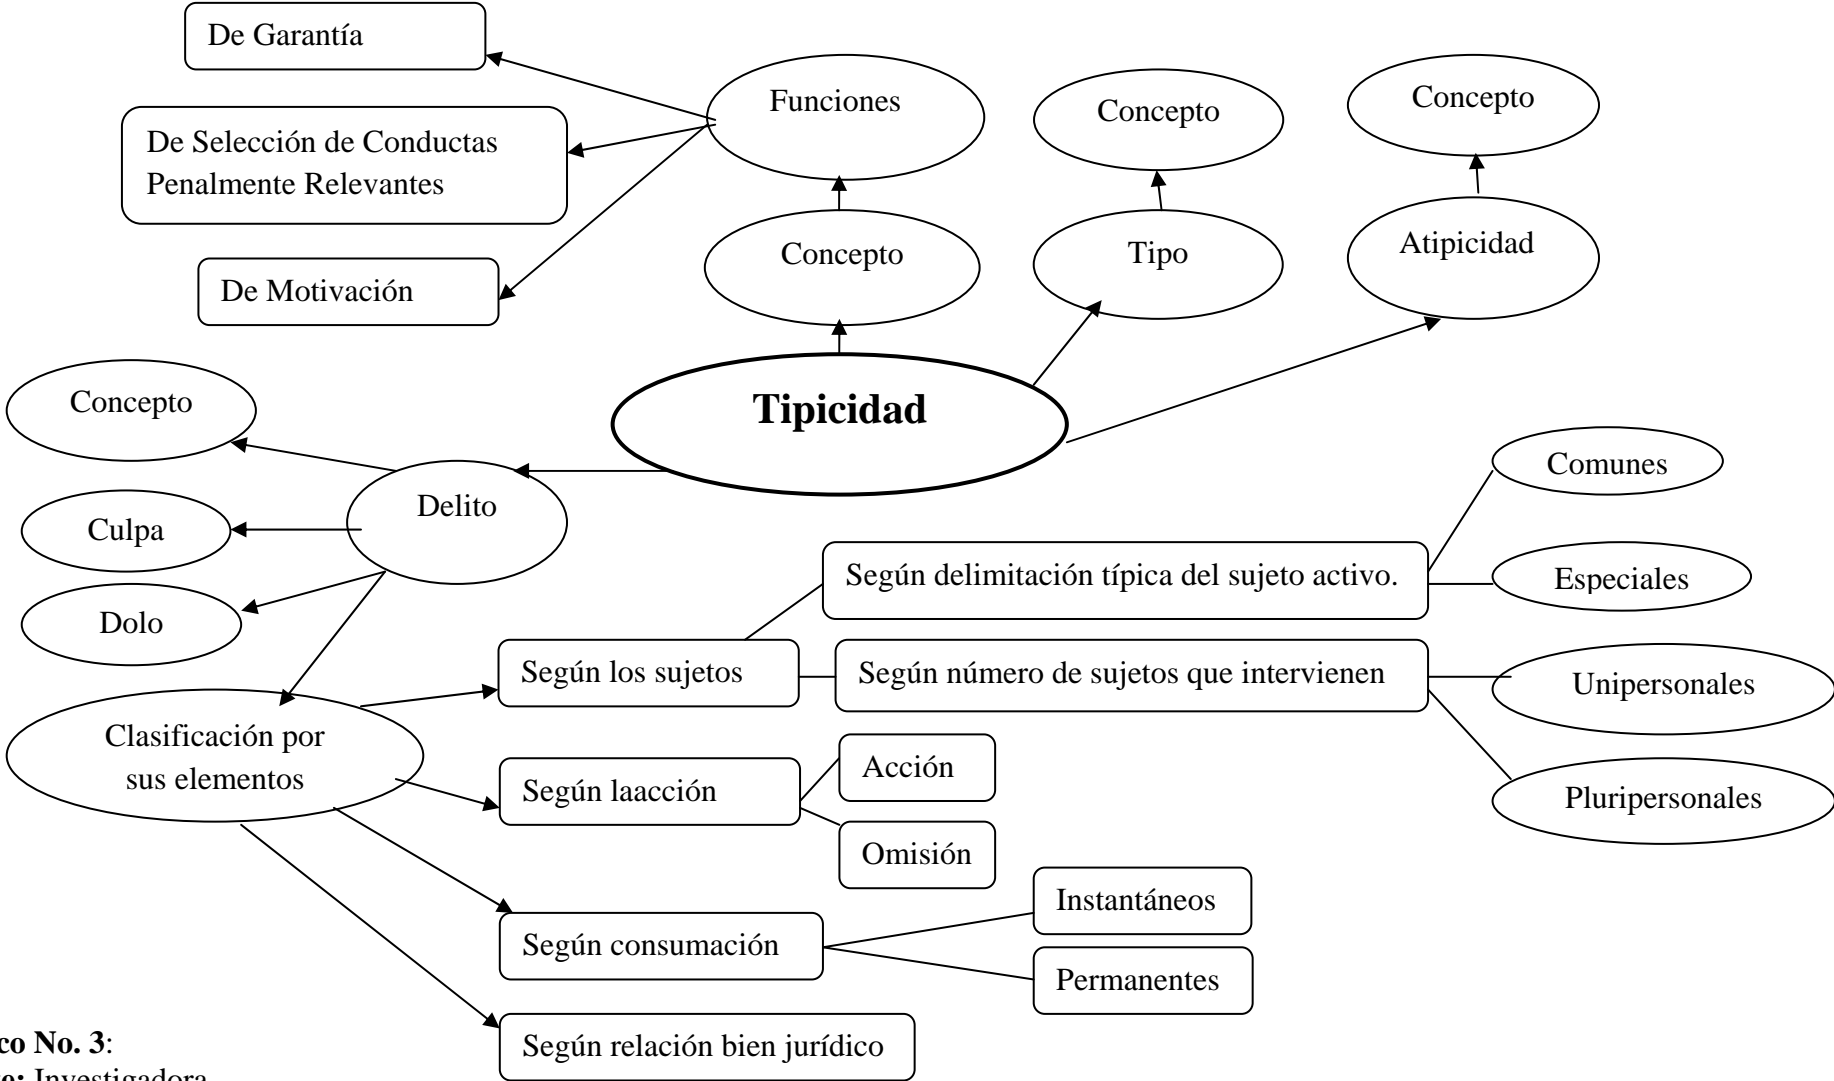 De Garantía
De Selección de Conductas
Penalmente Relevantes
De Motivación
Funciones
Concepto
Concepto
Concepto
Tipo
Concepto
Atipicidad
Tipicidad
Concepto
Delito
Culpa
Dolo
Clasificación por
sus elementos
Según los sujetos
Según delimitación típica del sujeto activo.
Comunes
Especiales
Según número de sujetos que intervienen
Unipersonales
Pluripersonales
Según laacción
Acción
Omisión
Según consumación
Instantáneos
Permanentes
Según relación bien jurídico
co No. 3:
Investigadora